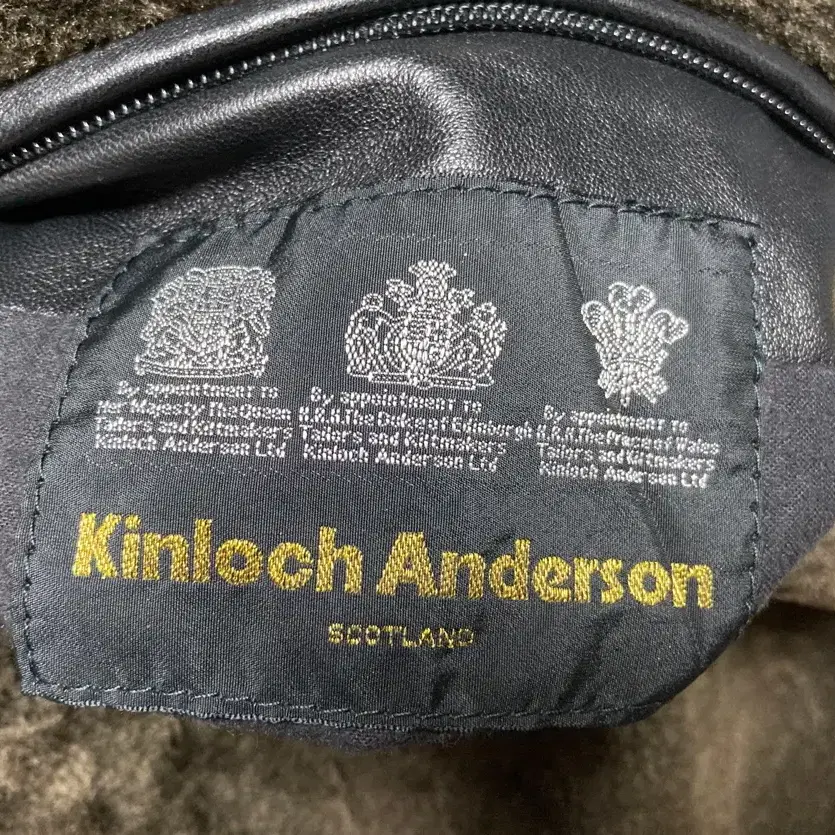 By appointment to
Her Majesty The Queen
Tailors and Kiltmakers
Kinloch Anderson Ltd
By appointment to
H.R.H The Duke of Edinburgh
Tailors and Kiltmakers
Kinloch Anderson Ltd
By appointment to
H.R.H The Prince of Wales
Tailors and Kiltmakers
Kinloch Anderson Ltd
Kinloch Anderson
SCOTLAND